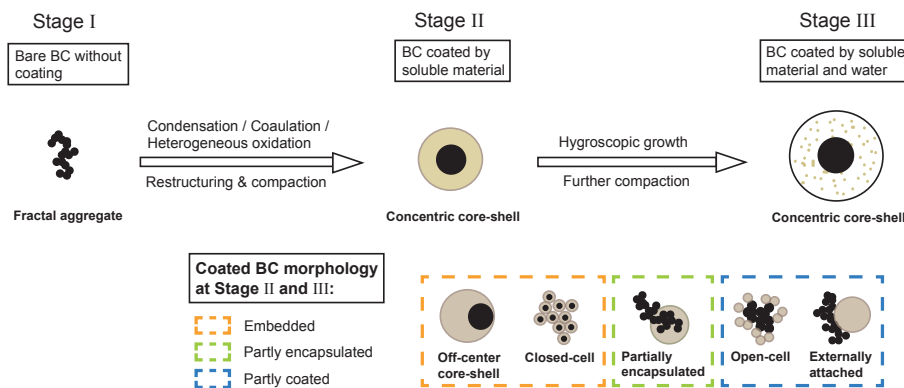 Stage I
Stage II
Stage III
Bare BC without
coating
BC coated by
soluble material
BC coated by soluble
material and water
Condensation / Coaulation /
Heterogeneous oxidation
Restructuring & compaction
Hygroscopic growth
Further compaction
Fractal aggregate
Concentric core-shell
Concentric core-shell
Coated BC morphology
at Stage II and III:
Embedded
Partly encapsulated
Partly coated
Off-center
core-shell
Closed-cell
Partially
encapsulated
Open-cell
Externally
attached